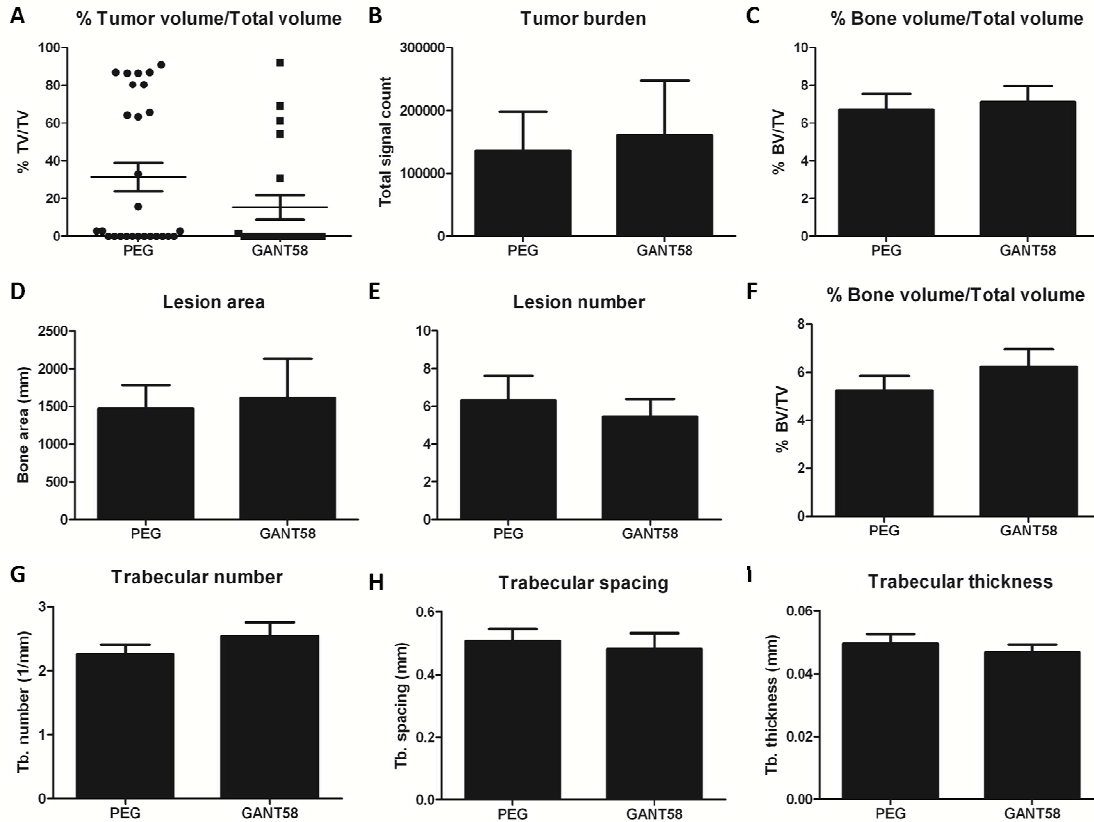 A
% Tumor volume/Total volume
% TV/TV
100
80
60
40
20
0
PEG
GANT58
B
Tumor burden
Total signal count
300000
200000
100000
0
PEG
GANT58
C
% Bone volume/Total volume
% BV/TV
10
8
6
4
2
0
PEG
GANT58
D
Lesion area
Bone area (mm)
2500
2000
1500
1000
500
0
PEG
GANT58
E
Lesion number
10
8
6
4
2
0
PEG
GANT58
F
% Bone volume/Total volume
% BV/TV
8
6
4
2
0
PEG
GANT58
G
Trabecular number
Tb. number (1/mm)
3
2
1
0
PEG
GANT58
H
Trabecular spacing
Tb. spacing (mm)
0.6
0.4
0.2
0.0
PEG
GANT58
I
Trabecular thickness
Tb. thickness (mm)
0.06
0.04
0.02
0.00
PEG
GANT58